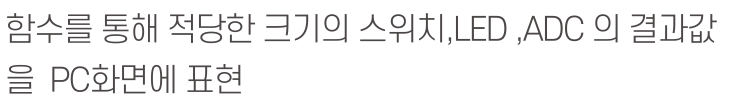 함수를 통해 적당한 크기의 스위치,LED ,ADC 의 결과값
을 PC화면에 표현